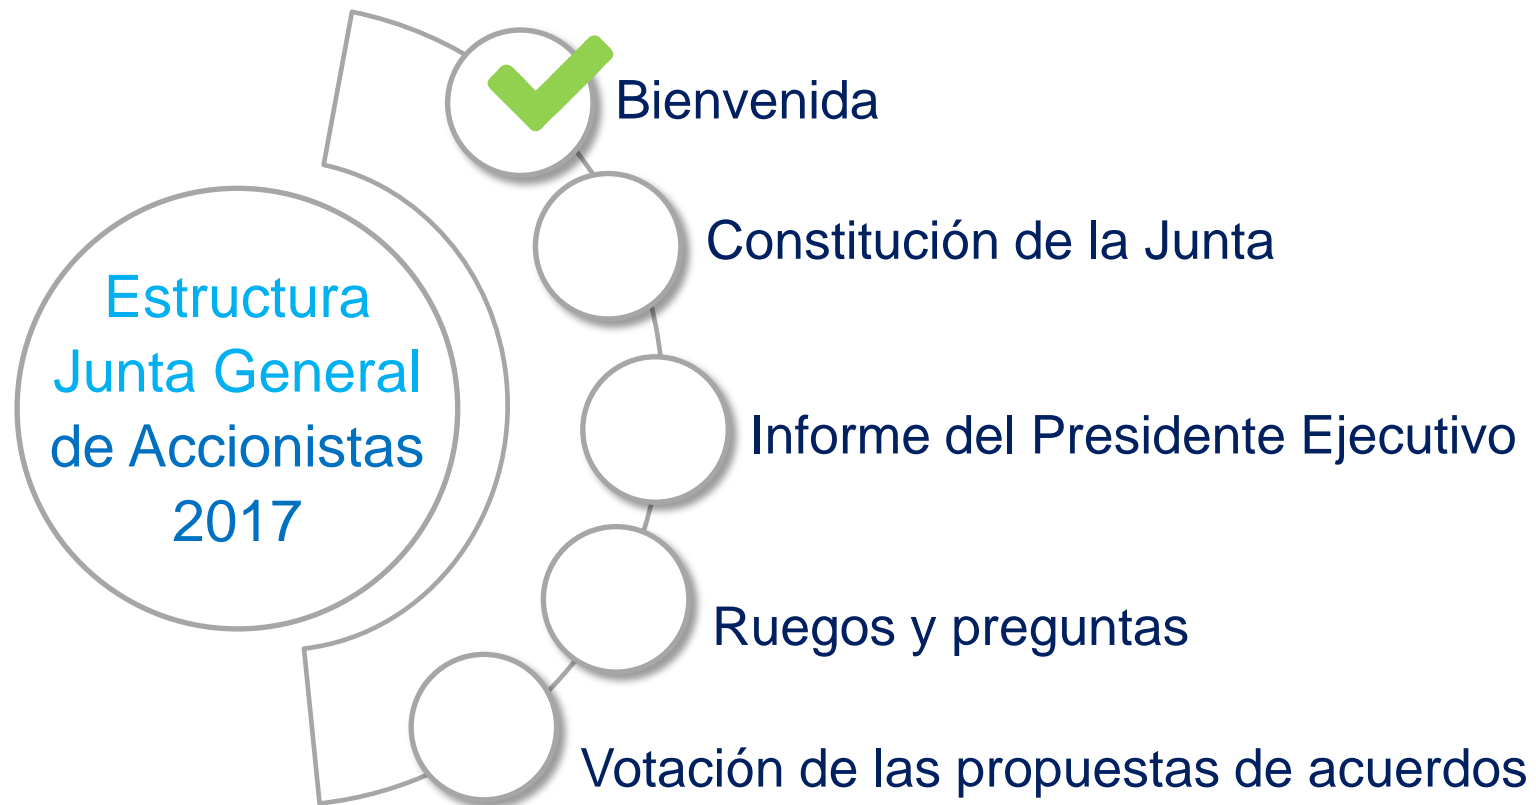 Estructura
Junta General
de Accionistas
2017
Bienvenida
Constitución de la Junta
Informe del Presidente Ejecutivo
Ruegos y preguntas
Votación de las propuestas de acuerdos